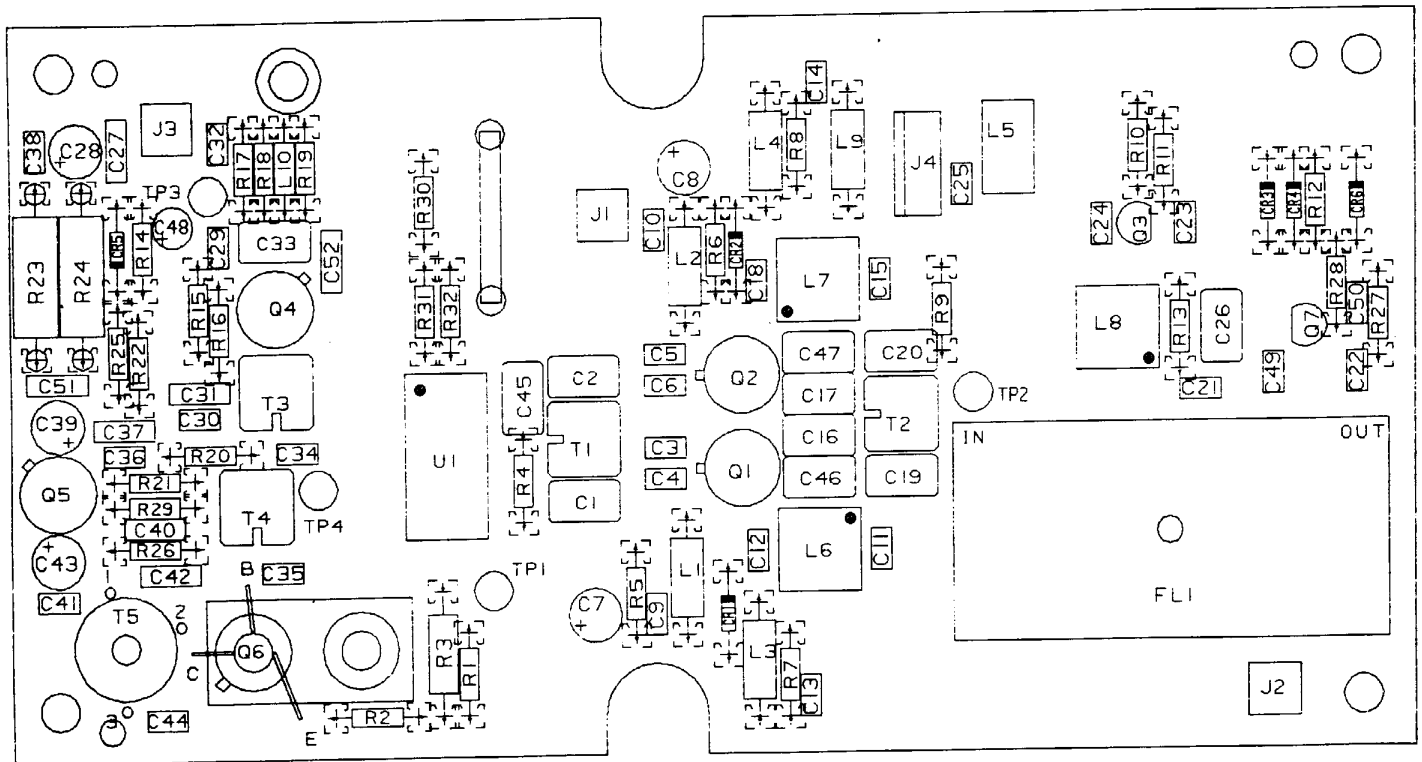 C14
C38
C28
+
C27
J3
C32
R17
R18
L10
R19
R30
J1
+
C8
C10
L4
R8
L9
J4
C25
L5
R10
R11
CR3
CR4
R12
CR6
TP3
R23
R24
CR5
R14
C48
+
C29
C33
C52
L2
R6
CR2
C18
L7
C15
C24
Q3
C23
R15
R16
Q4
R31
R32
R9
L8
R13
C26
Q7
R28
C50
R27
R25
R22
C51
C31
C30
T3
C45
C2
C5
C6
Q2
C47
C20
C17
TP2
C21
C49
C22
C39
+
C37
C36
R20
C34
U1
R4
T1
C3
C4
Q1
C16
T2
C46
C19
IN
OUT
Q5
R21
R29
C40
R26
T4
TP4
C1
+
C43
C42
B
C35
TP1
C12
L6
C11
FL1
C41
T5
2
C
Q6
R3
R1
C7
+
R5
C9
L1
CR1
L3
R7
C13
J2
3
C44
E
R2